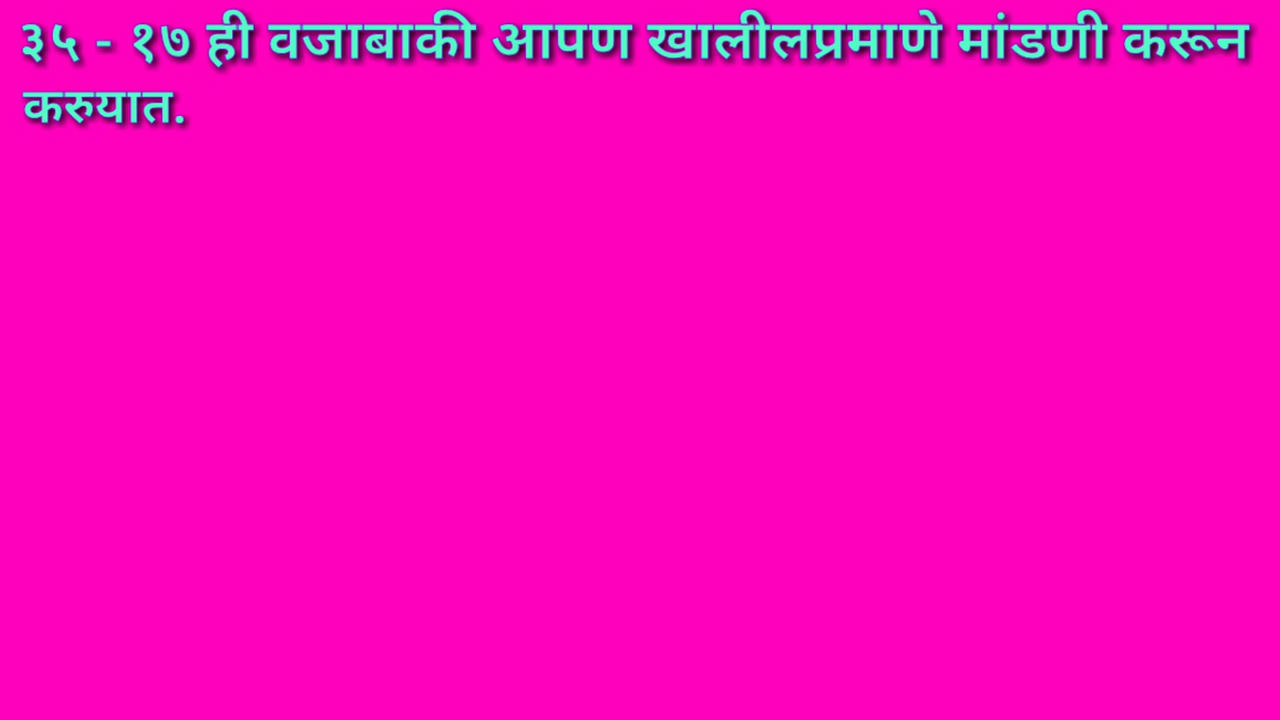 ३५ - १७ ही वजाबाकी आपण खालीलप्रमाणे मांडणी करून
करुयात.